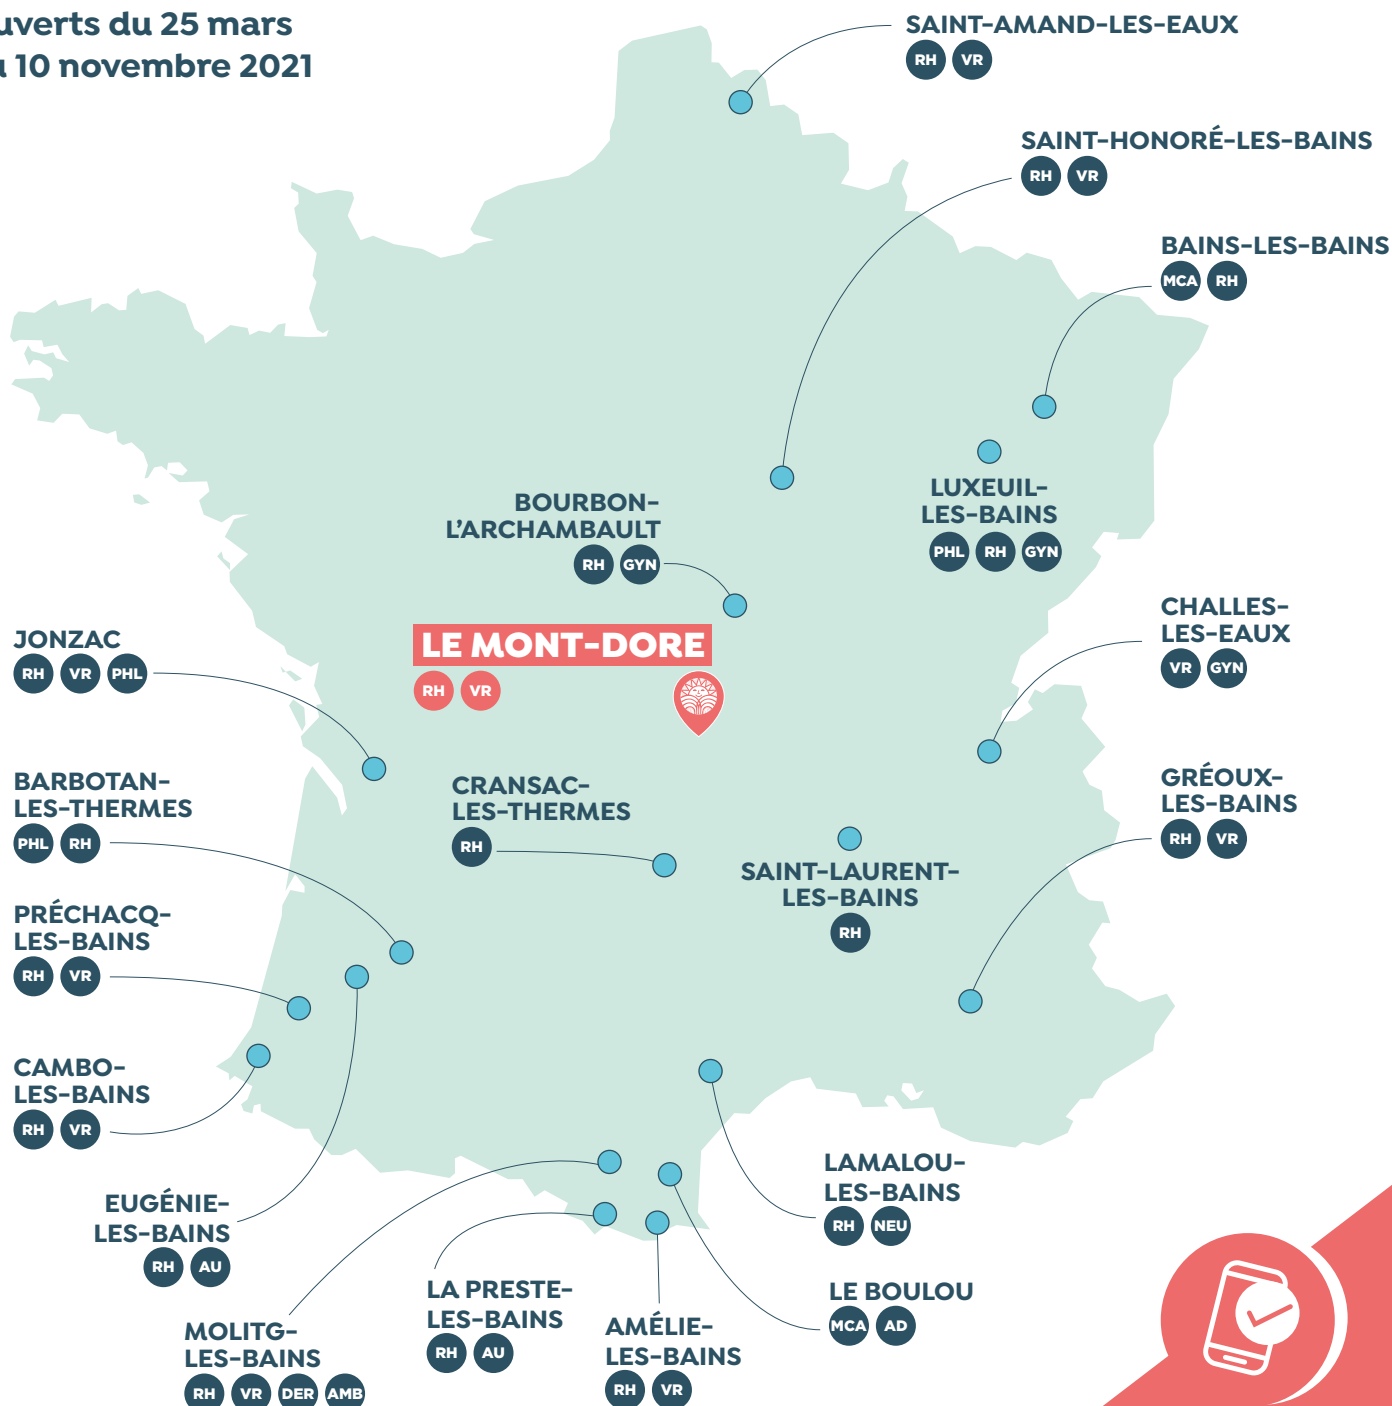 uverts du 25 mars
10 novembre 2021
SAINT-AMAND-LES-EAUX
RH VR
SAINT-HONORÉ-LES-BAINS
RH VR
BAINS-LES-BAINS
MCA RH
LUXEUIL-
LES-BAINS
PHL RH GYN
BOURBON-
L'ARCHAMBAULT
RH GYN
LE MONT-DORE
RH VR
CHALLES-
LES-EAUX
VR GYN
JONZAC
RH VR PHL
BARBOTAN-
LES-THERMES
PHL RH
CRANSAC-
LES-THERMES
RH
GRÉOUX-
LES-BAINS
RH VR
SAINT-LAURENT-
LES-BAINS
RH
PRÉCHACQ-
LES-BAINS
RH VR
CAMBO-
LES-BAINS
RH VR
EUGÉNIE-
LES-BAINS
RH AU
LAMALOU-
LES-BAINS
RH NEU
LE BOULOU
MCA AD
LA PRESTE-
LES-BAINS
RH AU
AMÉLIE-
LES-BAINS
RH VR
MOLITG-
LES-BAINS
RH VR DER AMB